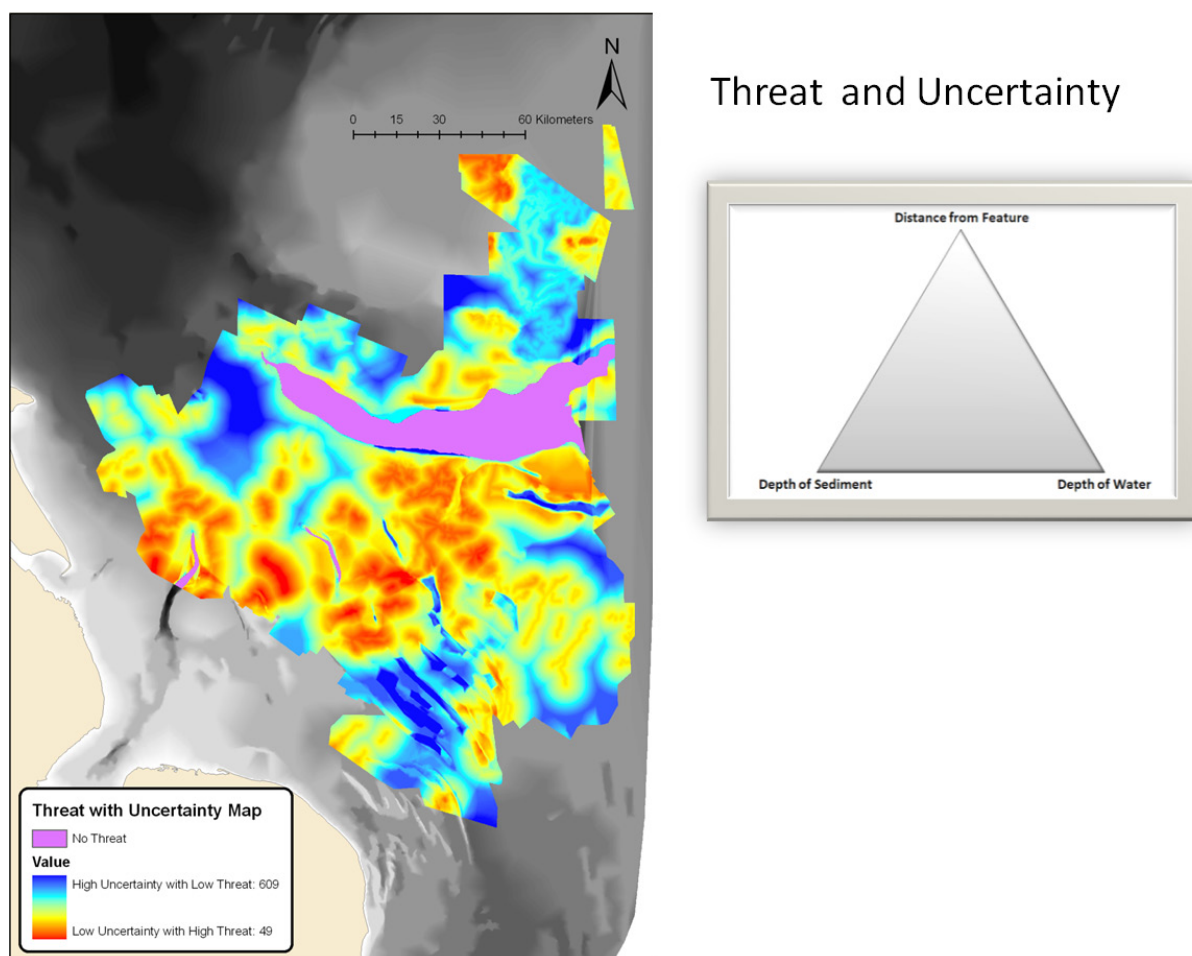 Threat and Uncertainty
N
0 15 30 60 Kilometers
Distance from Feature
Depth of Sediment
Depth of Water
Threat with Uncertainty Map
No Threat
Value
High Uncertainty with Low Threat: 609
Low Uncertainty with High Threat: 49